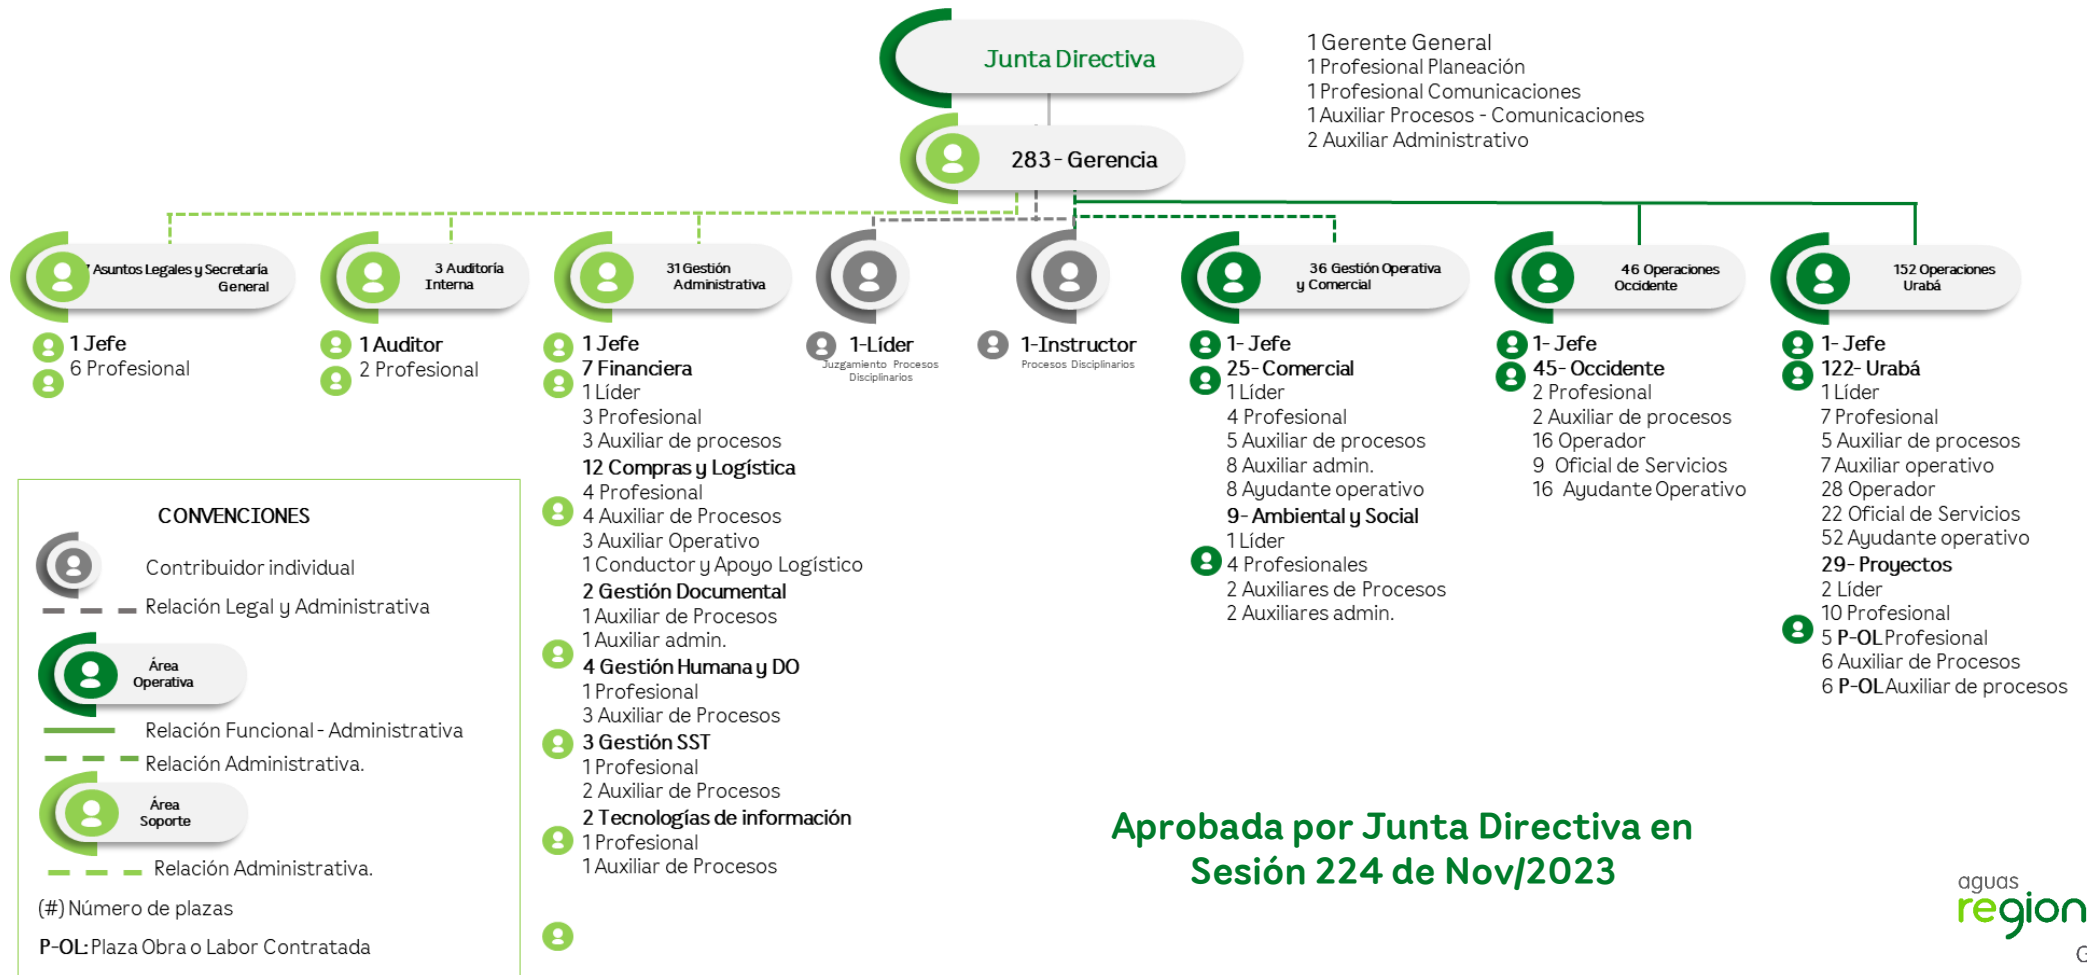 Junta Directiva
283- Gerencia
1 Gerente General
1 Profesional Planeación
1 Profesional Comunicaciones
1 Auxiliar Procesos - Comunicaciones
2 Auxiliar Administrativo
7 Asuntos Legales y Secretaría
General
1 Jefe
6 Profesional
3 Auditoría
Interna
1 Auditor
2 Profesional
31 Gestión
Administrativa
1 Jefe
7 Financiera
1 Líder
3 Profesional
3 Auxiliar de procesos
12 Compras y Logística
4 Profesional
4 Auxiliar de Procesos
3 Auxiliar Operativo
1 Conductor y Apoyo Logístico
2 Gestión Documental
1 Auxiliar de Procesos
1 Auxiliar admin.
4 Gestión Humana y DO
1 Profesional
3 Auxiliar de Procesos
3 Gestión SST
1 Profesional
2 Auxiliar de Procesos
2 Tecnologías de información
1 Profesional
1 Auxiliar de Procesos
1-Líder
Juzgamiento Procesos
Disciplinarios
1-Instructor
Procesos Disciplinarios
36 Gestión Operativa
y Comercial
1- Jefe
25- Comercial
1 Líder
4 Profesional
5 Auxiliar de procesos
8 Auxiliar admin.
8 Ayudante operativo
9- Ambiental y Social
1 Líder
4 Profesionales
2 Auxiliares de Procesos
2 Auxiliares admin.
46 Operaciones
Occidente
1- Jefe
45- Occidente
2 Profesional
2 Auxiliar de procesos
16 Operador
9 Oficial de Servicios
16 Ayudante Operativo
152 Operaciones
Urabá
1- Jefe
122- Urabá
1 Líder
7 Profesional
5 Auxiliar de procesos
7 Auxiliar operativo
28 Operador
22 Oficial de Servicios
52 Ayudante operativo
29- Proyectos
2 Líder
10 Profesional
5 P-OL Profesional
6 Auxiliar de Procesos
6 P-OL Auxiliar de procesos
CONVENCIONES
Contribuidor individual
Relación Legal y Administrativa
Área
Operativa
Relación Funcional - Administrativa
Relación Administrativa.
Área
Soporte
Relación Administrativa.
(#) Número de plazas
P-OL: Plaza Obra o Labor Contratada
Aprobada por Junta Directiva en
Sesión 224 de Nov/2023
aguas
region
G